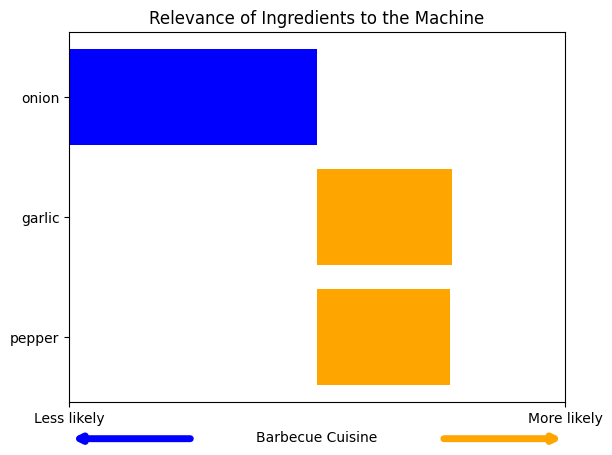 Relevance of Ingredients to the Machine
onion
garlic
pepper
Less likely
More likely
Barbecue Cuisine